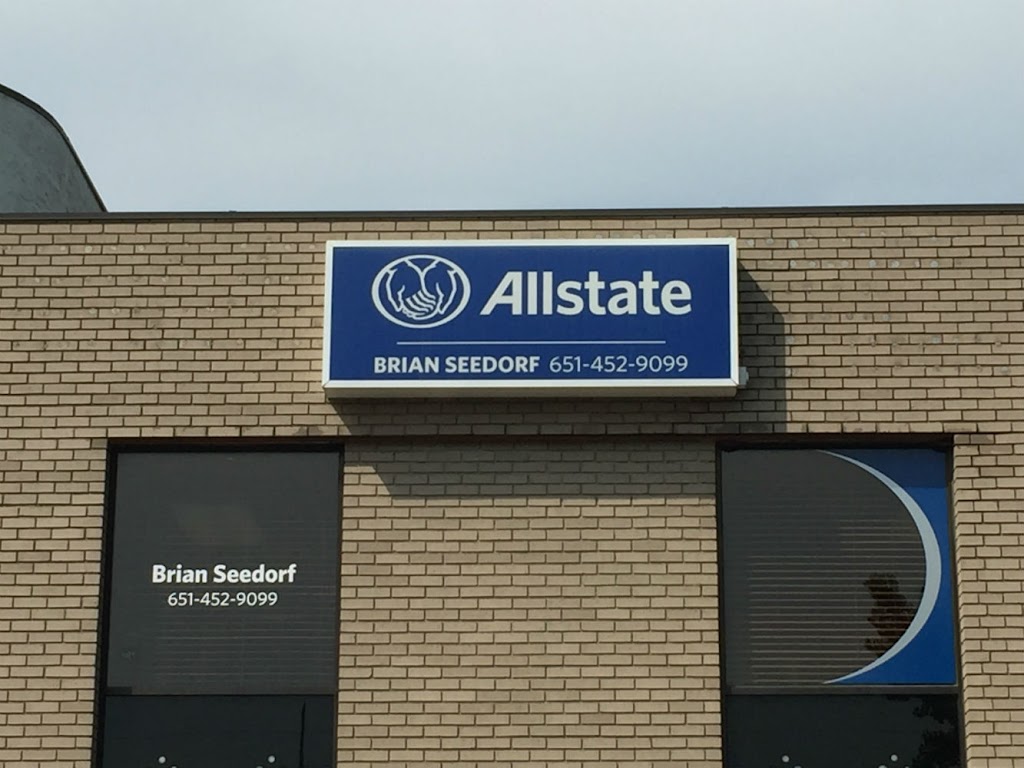 Allstate
BRIAN SEEDORF 651-452-9099
Brian Seedorf
651-452-9099